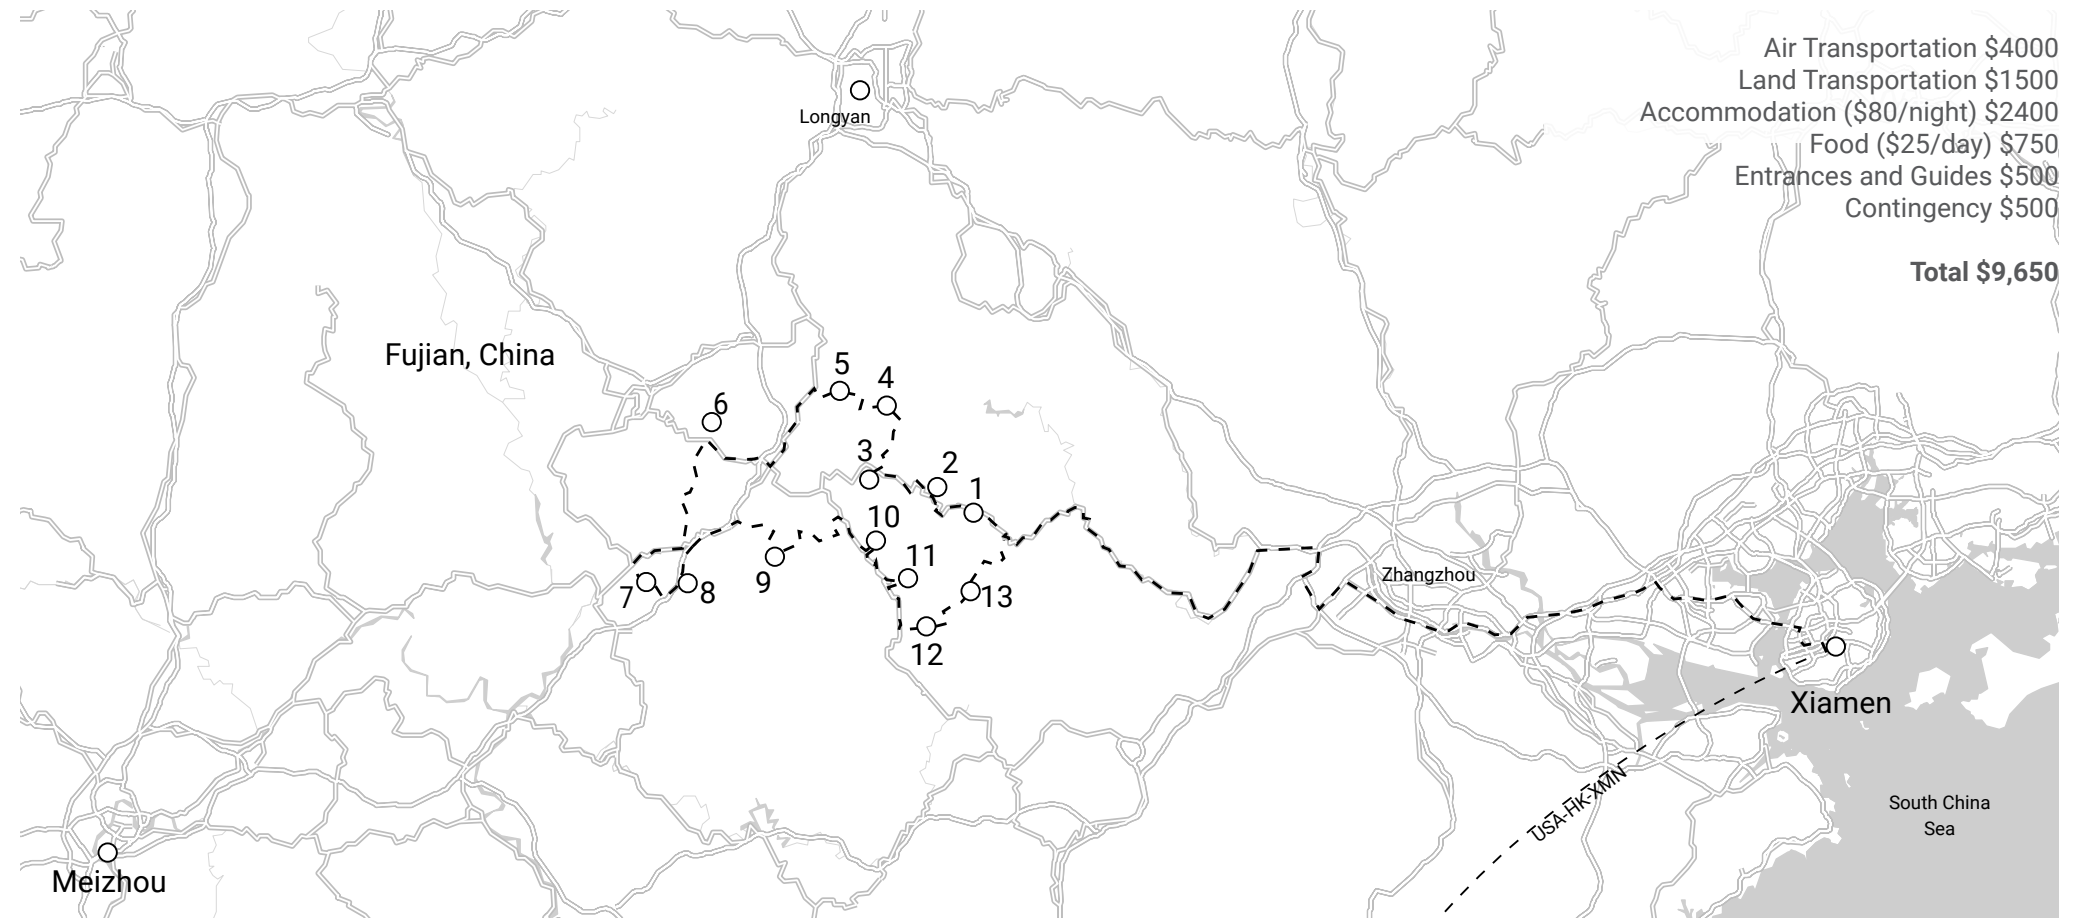 Air Transportation $4000
Land Transportation $1500
Accommodation ($80/night) $2400
Food ($25/day) $750
Entrances and Guides $500
Contingency $500
Total $9,650
Longyan
Fujian, China
5
4
6
3
2
1
10
11
9
7
8
13
12
Zhangzhou
Xiamen
USA-HK-XMN
South China
Sea
Meizhou